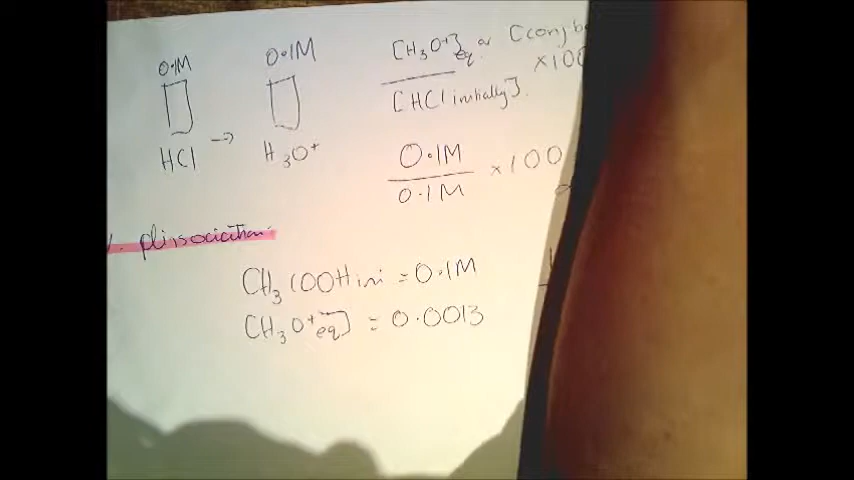 0.1M 0.1M
HCl → H3O+
[H3O+]eq or [conj b
[HCl initially] ×100
0.1M
0.1M ×100
%. dissociation
CH3COOH ini = 0.1M
[H3O+ eq] = 0.0013